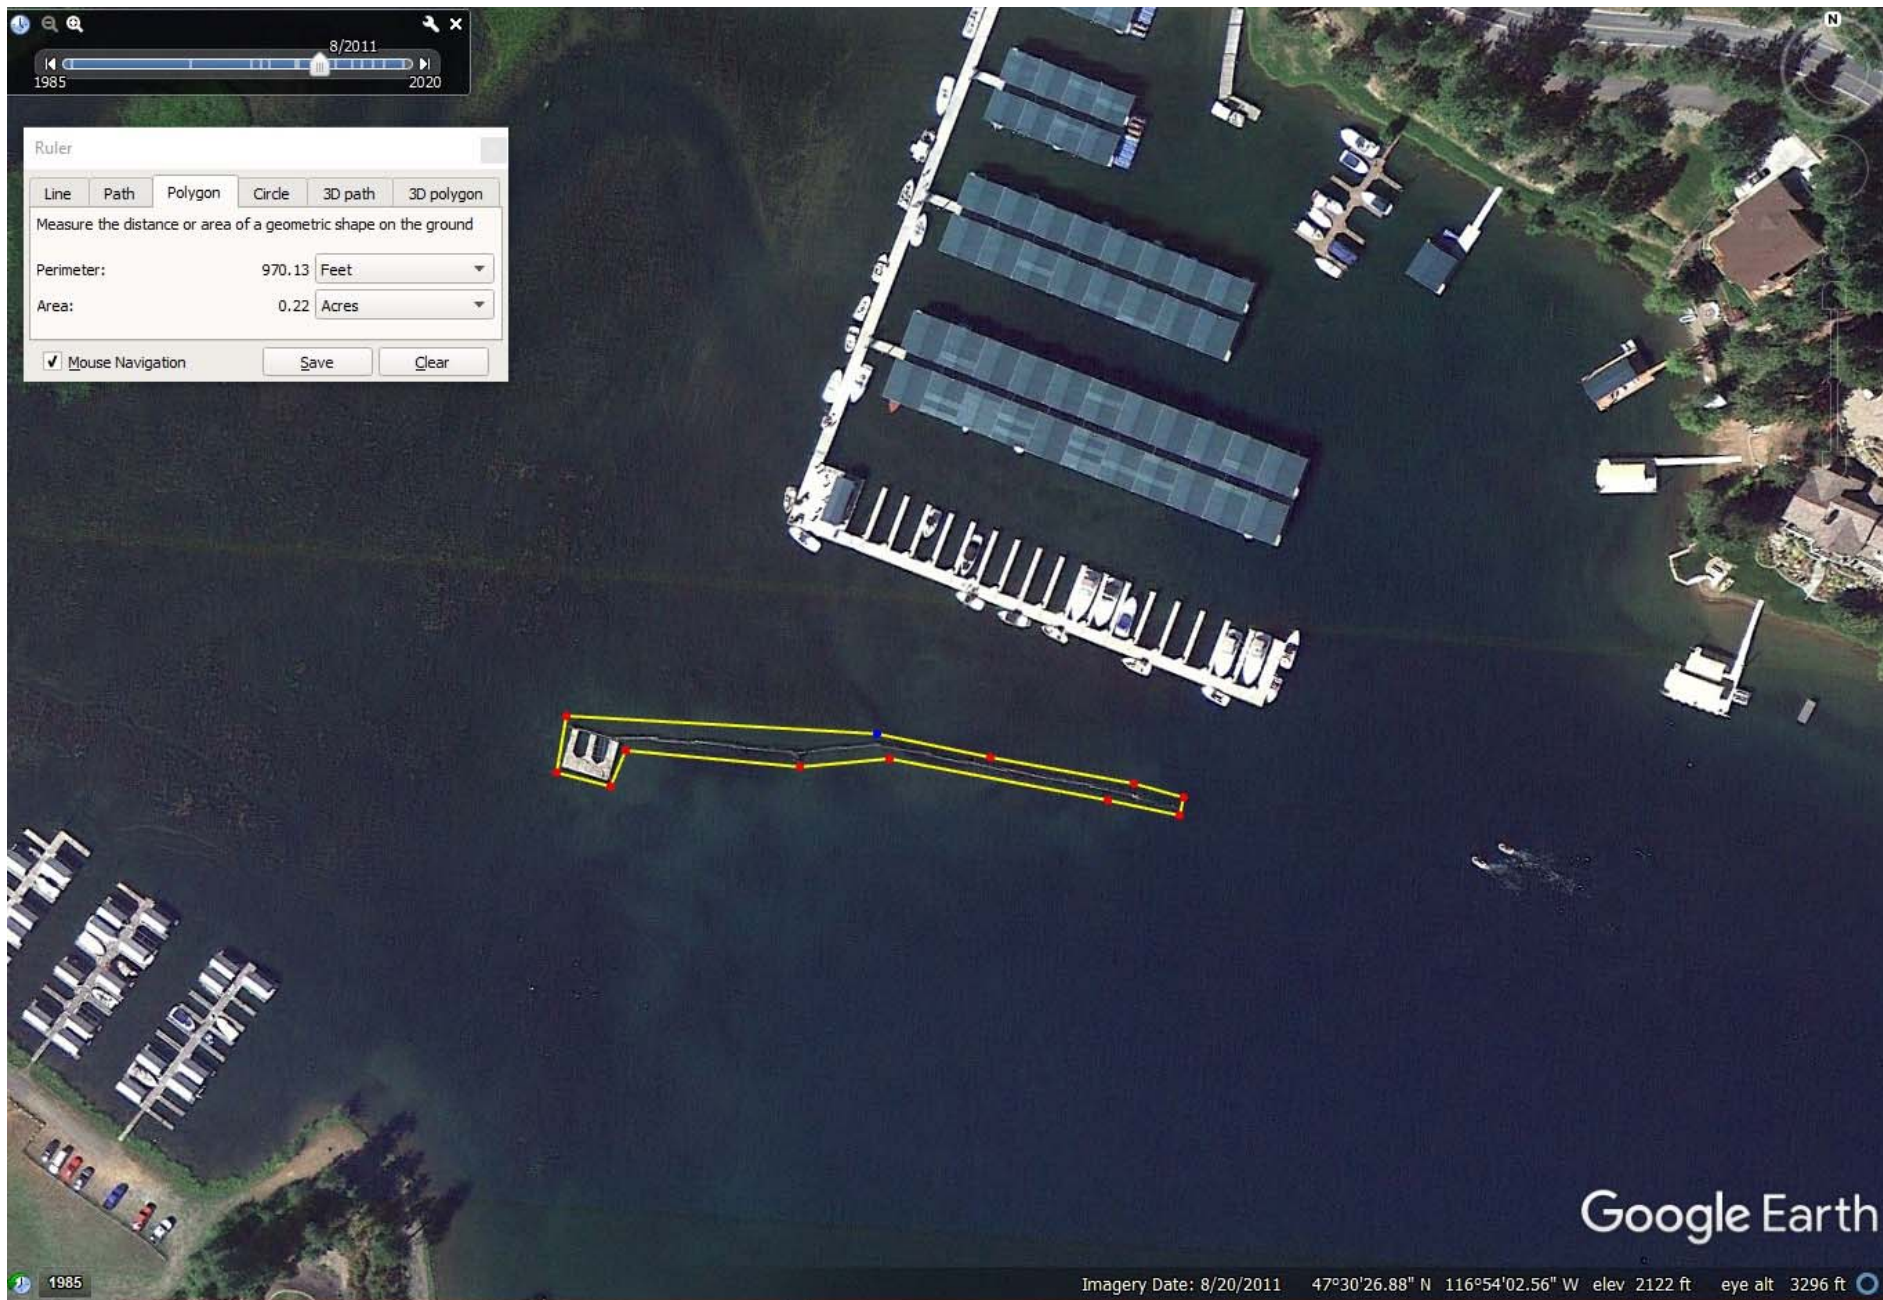 8/2011
1985
2020
Ruler
Line Path Polygon Circle 3D path 3D polygon
Measure the distance or area of a geometric shape on the ground
Perimeter: 970.13 Feet
Area: 0.22 Acres
Mouse Navigation Save Clear
N
Google Earth
1985
Imagery Date: 8/20/2011 47°30'26.88" N 116°54'02.56" W elev 2122 ft eye alt 3296 ft